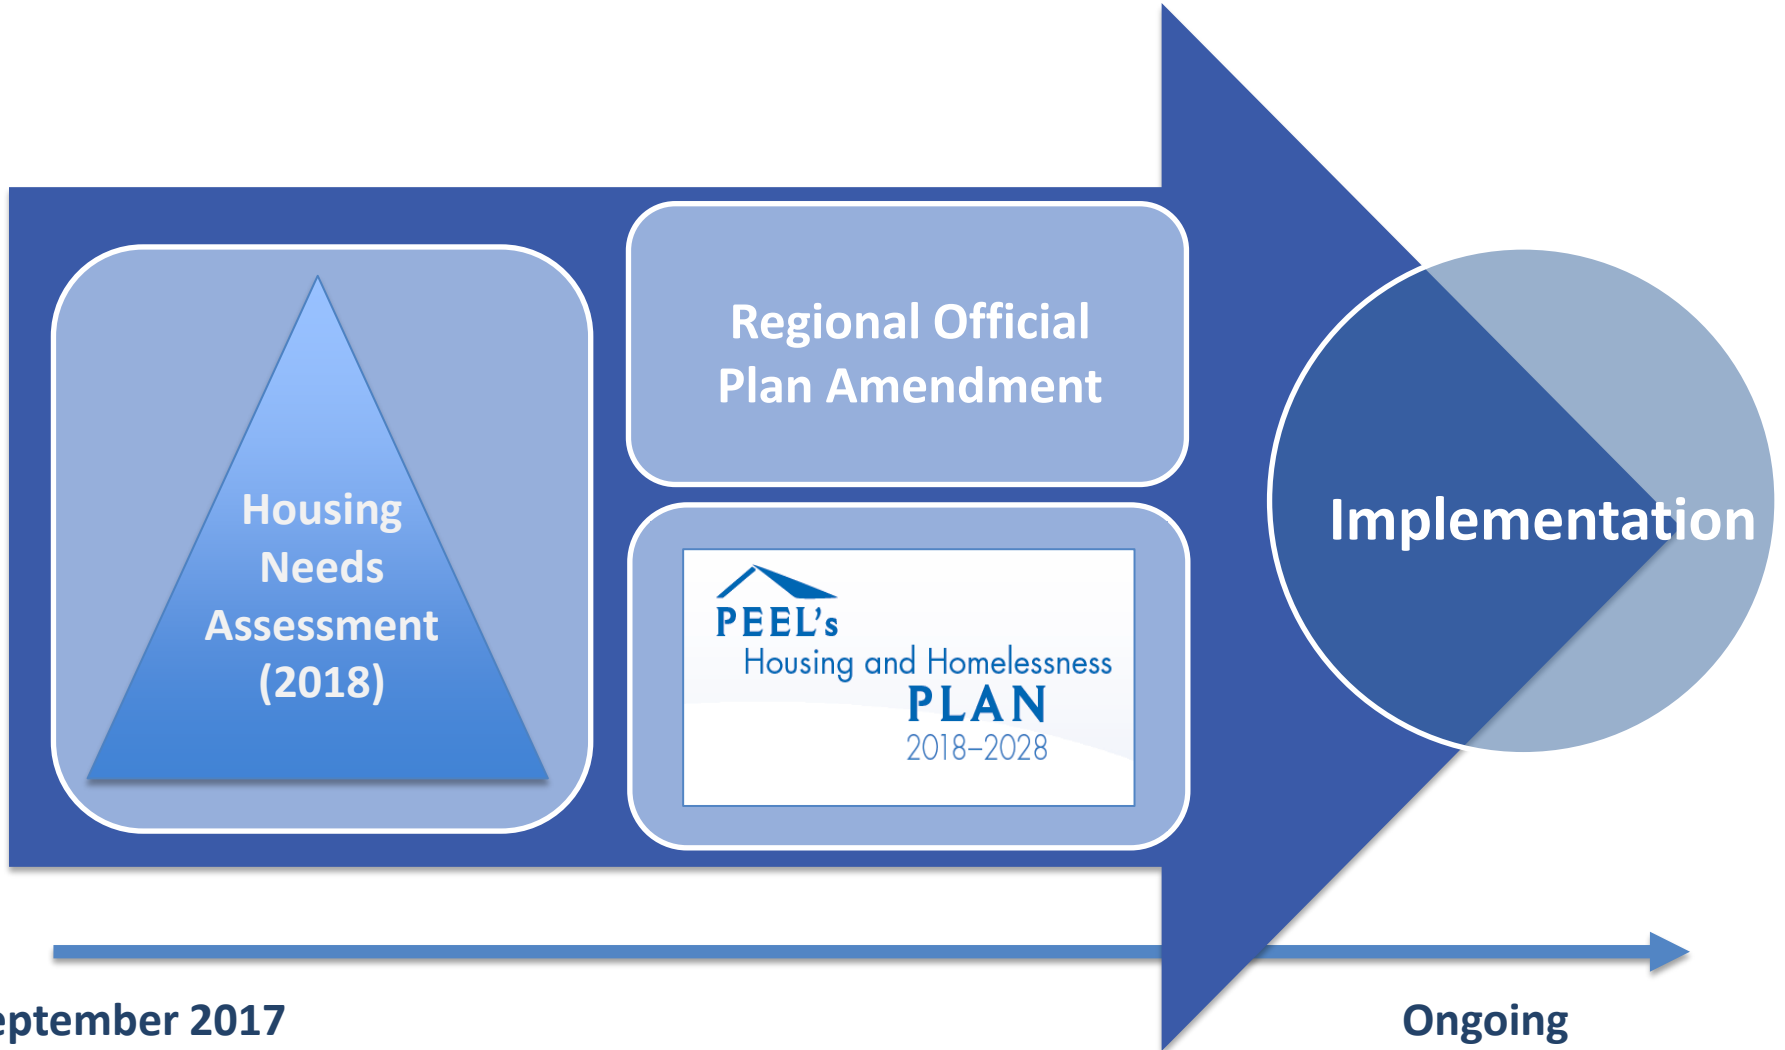 Housing
Needs
Assessment
(2018)
Regional Official
Plan Amendment
PEEL's
Housing and Homelessness
PLAN
2018–2028
Implementation
eptember 2017
Ongoing